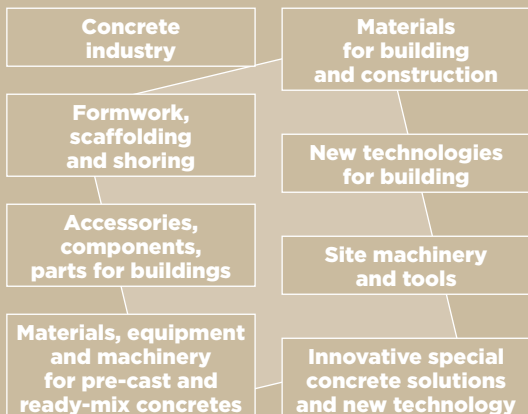 Concrete
industry
Formwork,
scaffolding
and shoring
Accessories,
components,
parts for buildings
Materials, equipment
and machinery
for pre-cast and
ready-mix concretes
Materials
for building
and construction
New technologies
for building
Site machinery
and tools
Innovative special
concrete solutions
and new technology